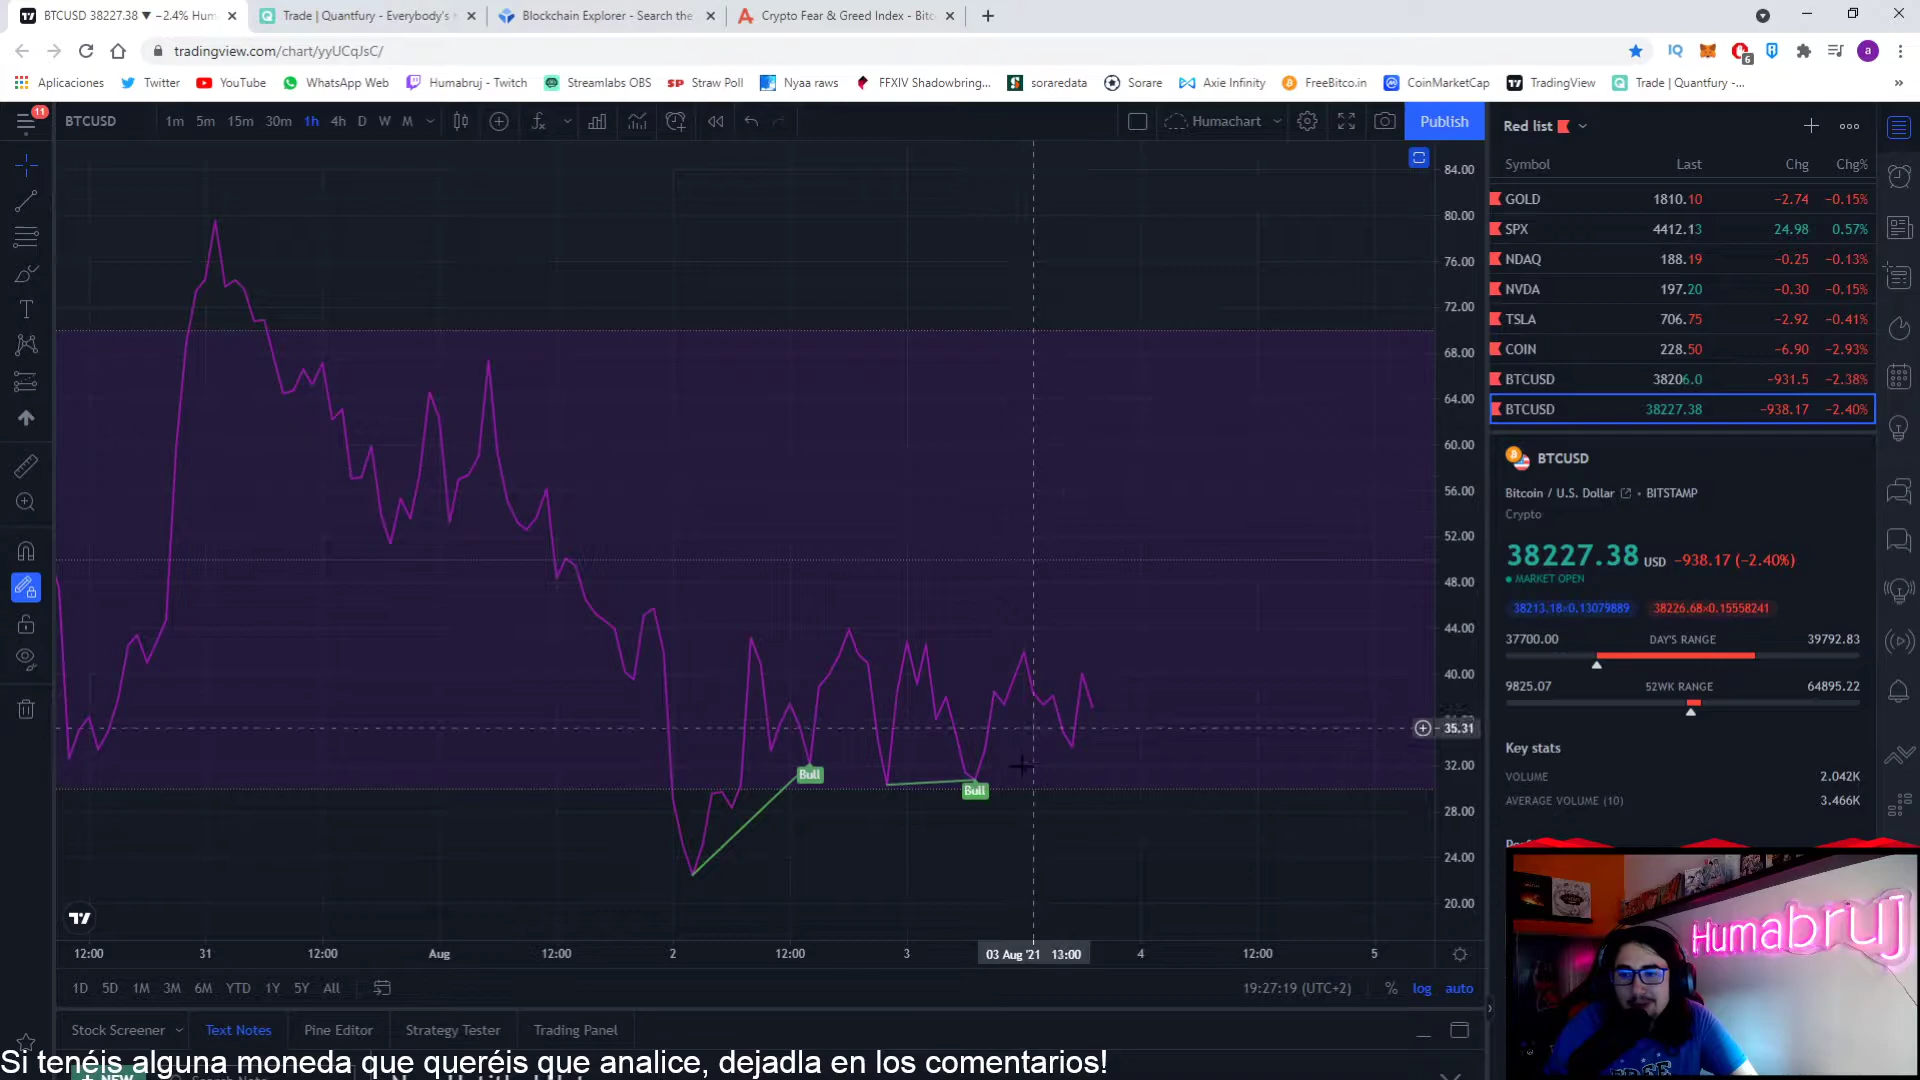 BTCUSD 38227.38 ▼ −2.4% Hum
Trade | Quantfury - Everybody's
Blockchain Explorer - Search the
Crypto Fear & Greed Index - Bitc
tradingview.com/chart/yyUCqJsC/
IQ
6
a
Aplicaciones
Twitter
YouTube
WhatsApp Web
Humabruj - Twitch
Streamlabs OBS
SP Straw Poll
Nyaa raws
FFXIV Shadowbring...
soraredata
Sorare
Axie Infinity
FreeBitco.in
CoinMarketCap
TradingView
Trade | Quantfury -...
»
11
BTCUSD
1m 5m 15m 30m 1h 4h D W M
Humachart
Publish
Red list
Symbol Last Chg Chg%
GOLD 1810.10 −2.74 −0.15%
SPX 4412.13 24.98 0.57%
NDAQ 188.19 −0.25 −0.13%
NVDA 197.20 −0.30 −0.15%
TSLA 706.75 −2.92 −0.41%
COIN 228.50 −6.90 −2.93%
BTCUSD 38206.0 −931.5 −2.38%
BTCUSD 38227.38 −938.17 −2.40%
84.00
80.00
76.00
72.00
68.00
64.00
60.00
56.00
52.00
48.00
44.00
40.00
35.31
32.00
28.00
24.00
20.00
Bull
Bull
BTCUSD
Bitcoin / U.S. Dollar • BITSTAMP
Crypto
38227.38 USD −938.17 (−2.40%)
MARKET OPEN
38213.18×0.13079889 38226.68×0.15558241
37700.00 DAY'S RANGE 39792.83
9825.07 52WK RANGE 64895.22
Key stats
VOLUME 2.042K
AVERAGE VOLUME (10) 3.466K
Humabruj
12:00 31 12:00 Aug 12:00 2 12:00 3 03 Aug '21 13:00 4 12:00 5
1D 5D 1M 3M 6M YTD 1Y 5Y All
19:27:19 (UTC+2) % log auto
Stock Screener Text Notes Pine Editor Strategy Tester Trading Panel
Si tenéis alguna moneda que queréis que analice, dejadla en los comentarios!
+ NEW